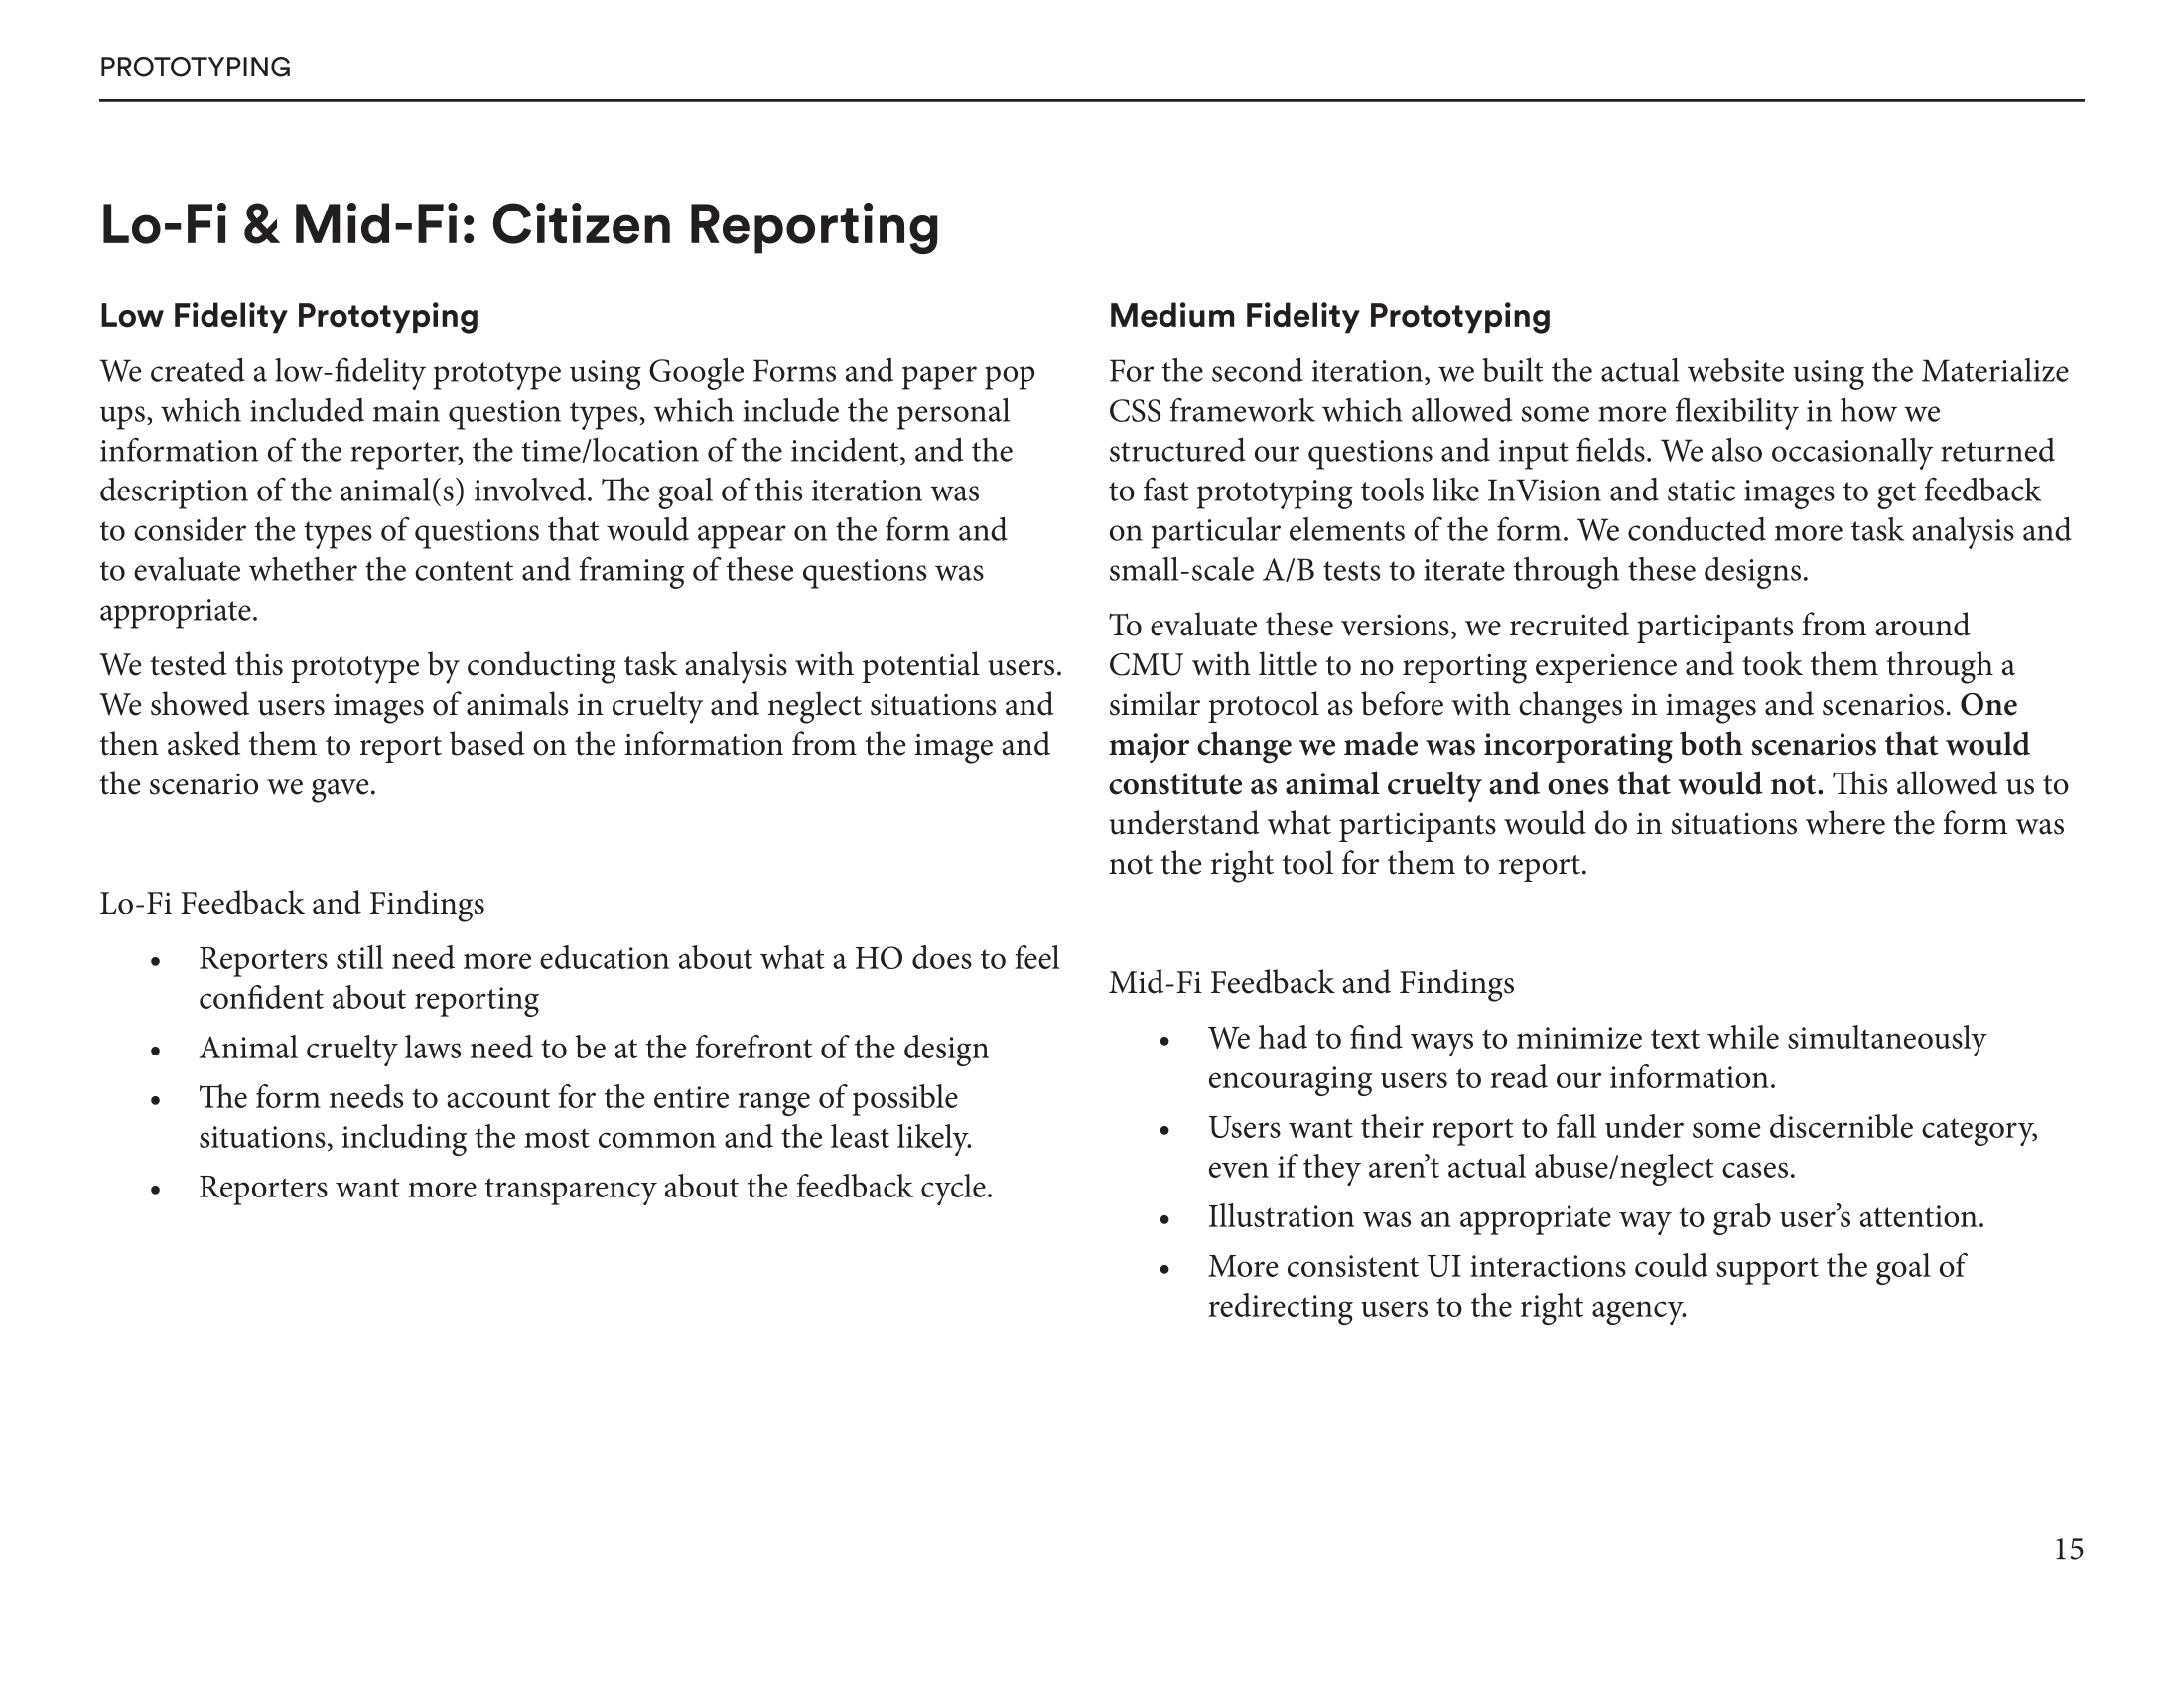 PROTOTYPING
Lo-Fi & Mid-Fi: Citizen Reporting
Low Fidelity Prototyping
We created a low-fidelity prototype using Google Forms and paper pop
ups, which included main question types, which include the personal
information of the reporter, the time/location of the incident, and the
description of the animal(s) involved. The goal of this iteration was
to consider the types of questions that would appear on the form and
to evaluate whether the content and framing of these questions was
appropriate.
We tested this prototype by conducting task analysis with potential users.
We showed users images of animals in cruelty and neglect situations and
then asked them to report based on the information from the image and
the scenario we gave.
Lo-Fi Feedback and Findings
• Reporters still need more education about what a HO does to feel
confident about reporting
• Animal cruelty laws need to be at the forefront of the design
• The form needs to account for the entire range of possible
situations, including the most common and the least likely.
• Reporters want more transparency about the feedback cycle.
Medium Fidelity Prototyping
For the second iteration, we built the actual website using the Materialize
CSS framework which allowed some more flexibility in how we
structured our questions and input fields. We also occasionally returned
to fast prototyping tools like InVision and static images to get feedback
on particular elements of the form. We conducted more task analysis and
small-scale A/B tests to iterate through these designs.
To evaluate these versions, we recruited participants from around
CMU with little to no reporting experience and took them through a
similar protocol as before with changes in images and scenarios. One
major change we made was incorporating both scenarios that would
constitute as animal cruelty and ones that would not. This allowed us to
understand what participants would do in situations where the form was
not the right tool for them to report.
Mid-Fi Feedback and Findings
• We had to find ways to minimize text while simultaneously
encouraging users to read our information.
• Users want their report to fall under some discernible category,
even if they aren’t actual abuse/neglect cases.
• Illustration was an appropriate way to grab user’s attention.
• More consistent UI interactions could support the goal of
redirecting users to the right agency.
15